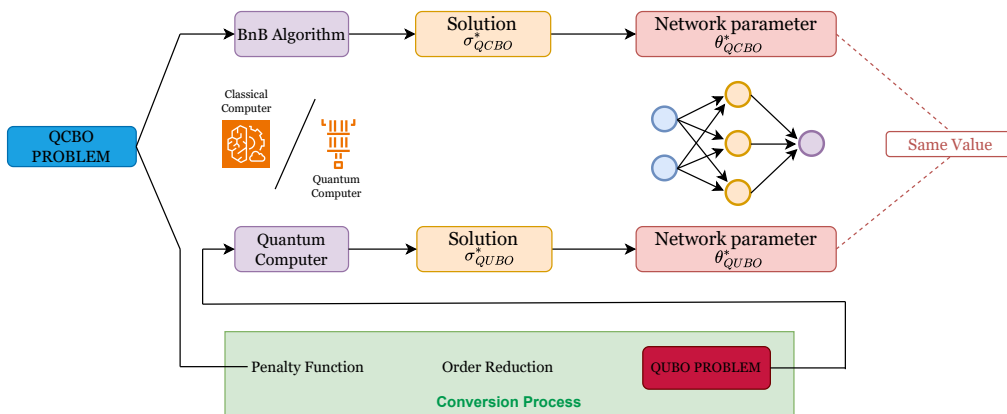 BnB Algorithm
Solution
σ*QCBO
Network parameter
θ*QCBO
Classical
Computer
QCBO
PROBLEM
Quantum
Computer
Same Value
Quantum
Computer
Solution
σ*QUBO
Network parameter
θ*QUBO
Penalty Function
Order Reduction
QUBO PROBLEM
Conversion Process